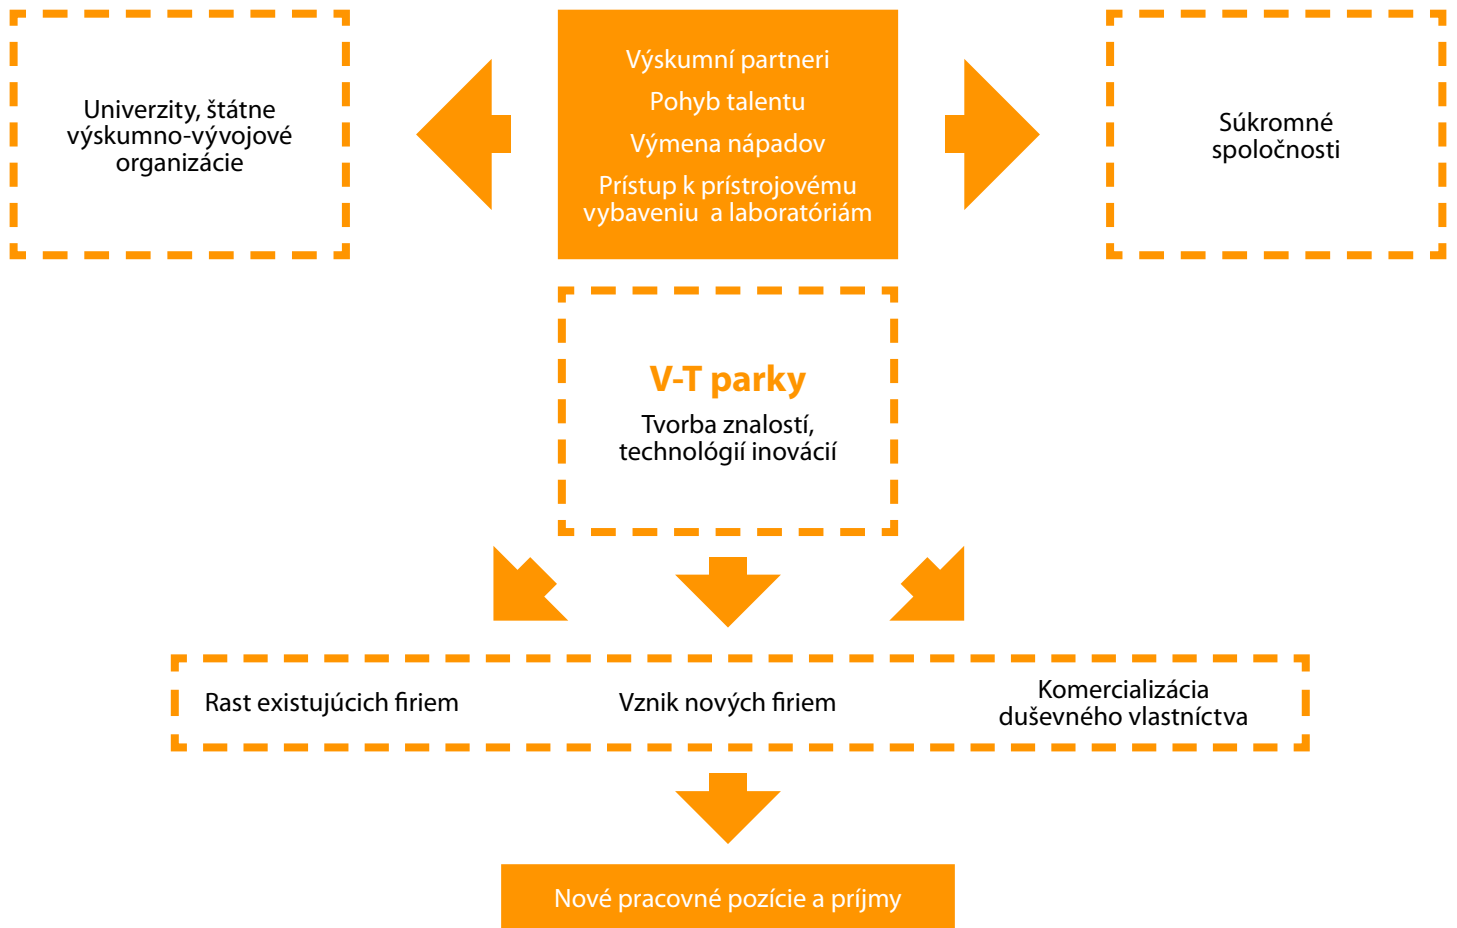 Univerzity, štátne
výskumno-vývojové
organizácie
Výskumní partneri
Pohyb talentu
Výmena nápadov
Prístup k prístrojovému
vybaveniu a laboratóriám
Súkromné
spoločnosti
V-T parky
Tvorba znalostí,
technológií inovácií
Rast existujúcich firiem
Vznik nových firiem
Komercializácia
duševného vlastníctva
Nové pracovné pozície a príjmy